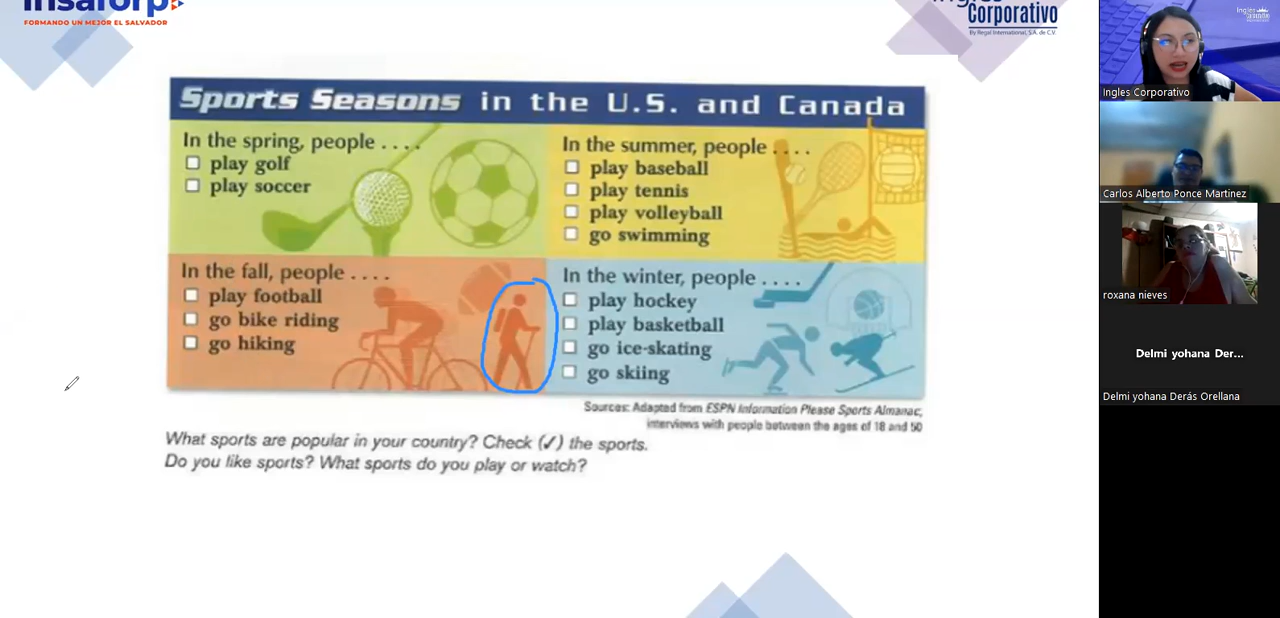 FORMANDO UN MEJOR EL SALVADOR
Corporativo
By Regal International, S.A. de C.V.
Sports Seasons in the U.S. and Canada
In the spring, people . . . .
play golf
play soccer
In the summer, people . . . .
play baseball
play tennis
play volleyball
go swimming
In the fall, people . . . .
play football
go bike riding
go hiking
In the winter, people . . . .
play hockey
play basketball
go ice-skating
go skiing
Sources: Adapted from ESPN Information Please Sports Almanac,
interviews with people between the ages of 18 and 50
What sports are popular in your country? Check (✓) the sports.
Do you like sports? What sports do you play or watch?
Ingles Corporativo
Carlos Alberto Ponce Martinez
roxana nieves
Delmi yohana Der...
Delmi yohana Derás Orellana